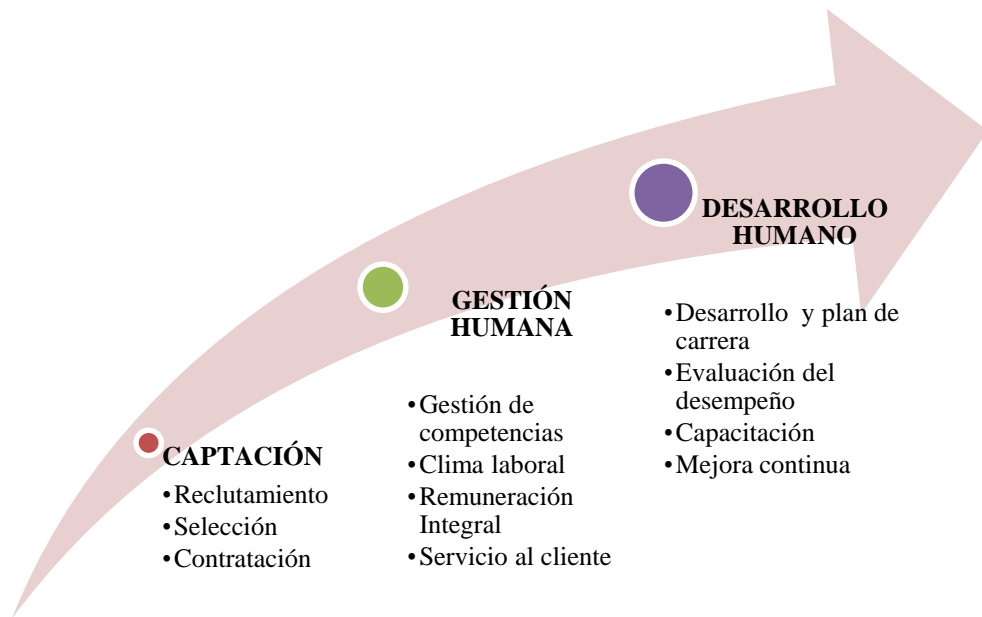 CAPTACIÓN
•Reclutamiento
•Selección
•Contratación
GESTIÓN
HUMANA
•Gestión de
competencias
•Clima laboral
•Remuneración
Integral
•Servicio al cliente
DESARROLLO
HUMANO
•Desarrollo y plan de
carrera
•Evaluación del
desempeño
•Capacitación
•Mejora continua